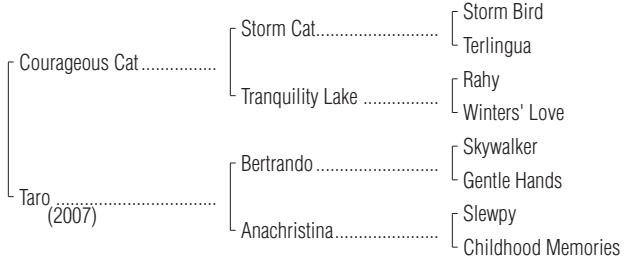 Storm Bird
Storm Cat..........................
Terlingua
Courageous Cat................
Rahy
Tranquility Lake ................
Winters' Love
Skywalker
Bertrando..........................
Gentle Hands
Taro ..................................
(2007)
Slewpy
Anachristina......................
Childhood Memories